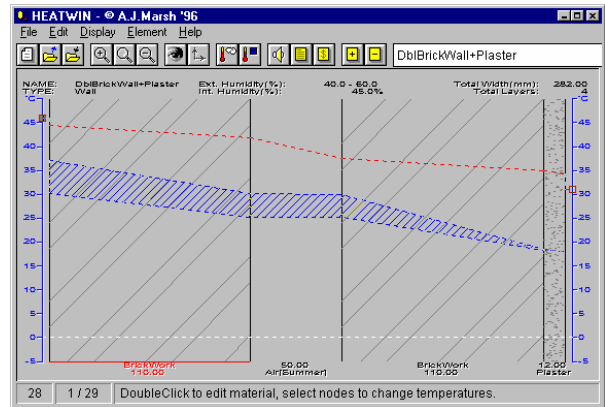 HEATWIN - © A.J.Marsh '96
File Edit Display Element Help
DblBrickWall+Plaster
NAME: DblBrickWall+Plaster Ext. Humidity(%): 40.0 - 60.0 Total Width(mm): 282.00
TYPE: Wall Int. Humidity(%): 45.0% Total Layers: 4
°C °C
45 45
40 40
35 35
30 30
25 25
20 20
15 15
10 10
5 5
0 0
-5 -5
BrickWork 50.00 BrickWork 12.00
110.00 Air[Summer] 110.00 Plaster
28 1 / 29 DoubleClick to edit material, select nodes to change temperatures.